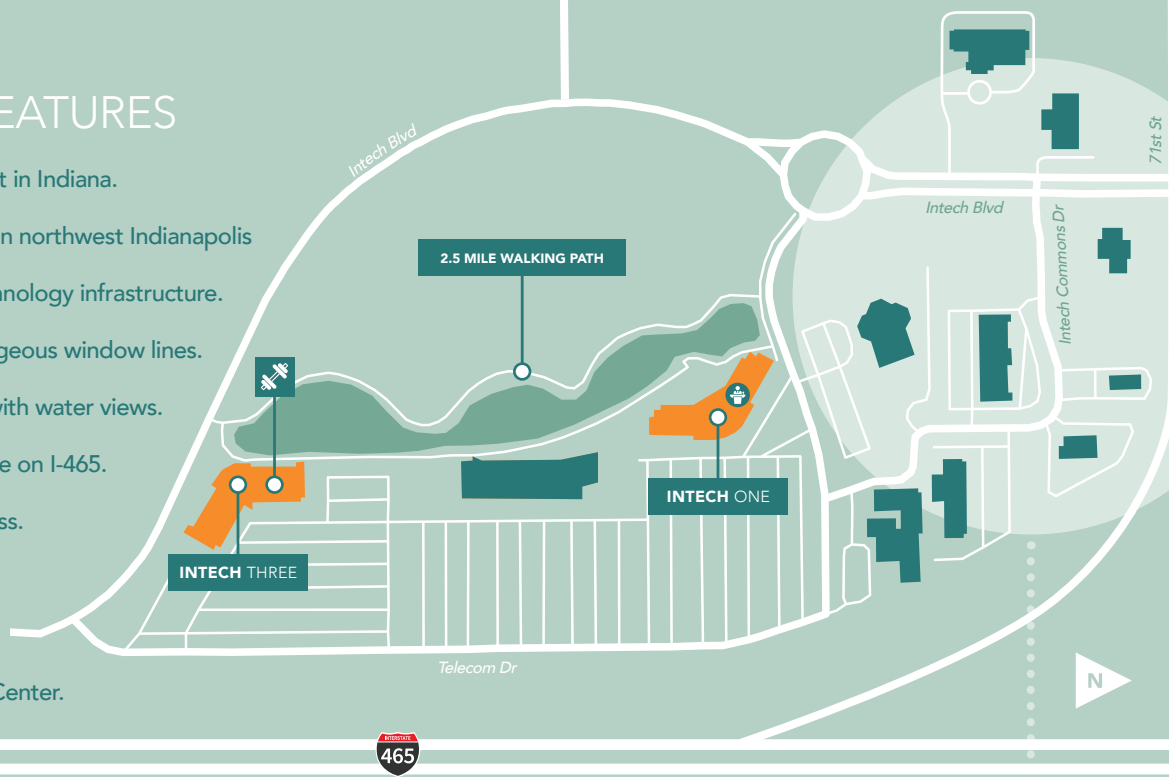 EATURES
t in Indiana.
n northwest Indianapolis
nology infrastructure.
geous window lines.
with water views.
e on I-465.
ss.
Center.
Intech Blvd
2.5 MILE WALKING PATH
INTECH ONE
INTECH THREE
Telecom Dr
Intech Blvd
Intech Commons Dr
71st St
N
INTERSTATE
465